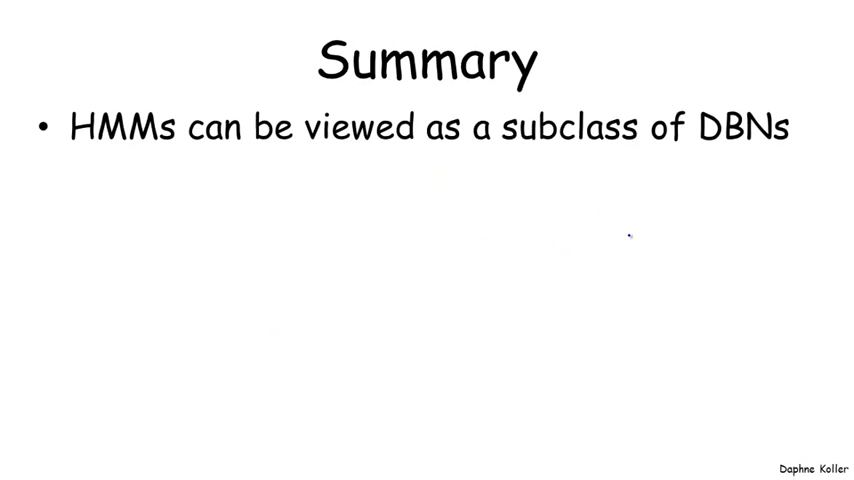 Summary
• HMMs can be viewed as a subclass of DBNs
Daphne Koller